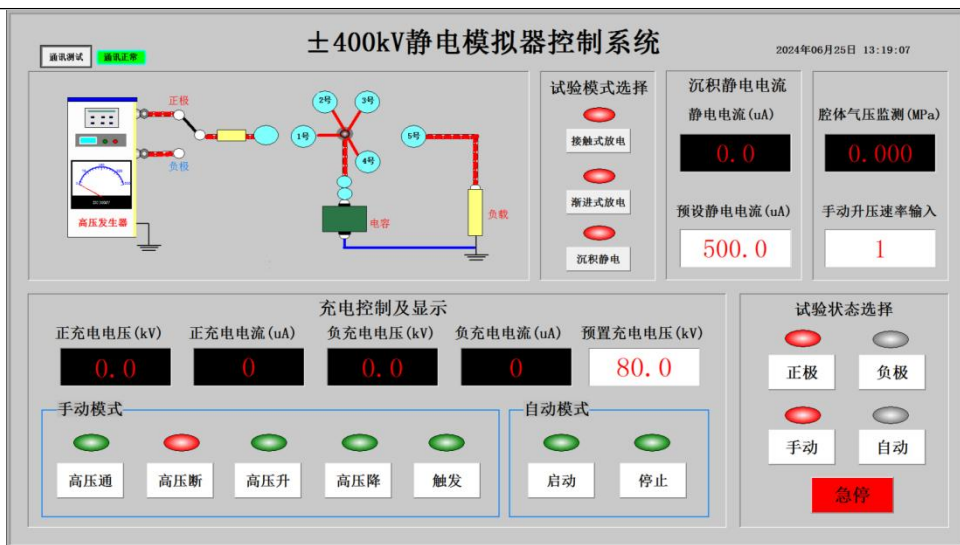 ±400kV静电模拟器控制系统
通讯测试
通讯正常
2024年06月25日 13:19:07
正极
负极
高压发生器
1号
2号
3号
4号
5号
电容
负载
试验模式选择
接触式放电
渐进式放电
沉积静电
沉积静电电流
静电电流(uA)
0.0
预设静电电流(uA)
500.0
腔体气压监测(MPa)
0.000
手动升压速率输入
1
充电控制及显示
正充电电压(kV)
正充电电流(uA)
负充电电压(kV)
负充电电流(uA)
预置充电电压(kV)
0.0
0
0.0
0
80.0
手动模式
高压通
高压断
高压升
高压降
触发
自动模式
启动
停止
试验状态选择
正极
负极
手动
自动
急停